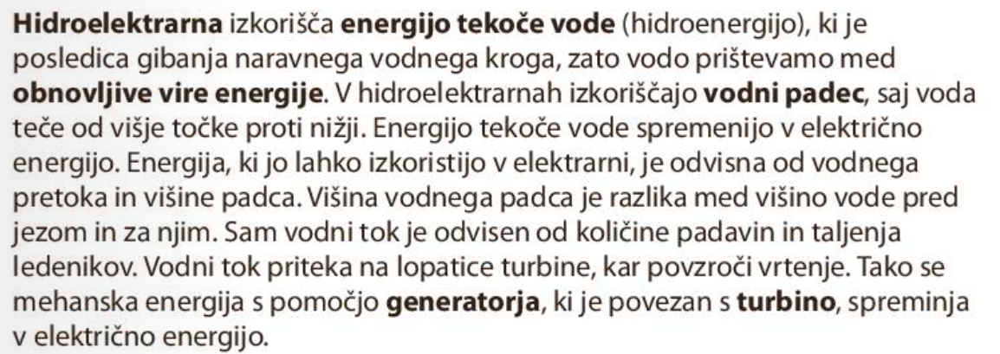 Hidroelektrarna izkorišča energijo tekoče vode (hidroenergijo), ki je
posledica gibanja naravnega vodnega kroga, zato vodo prištevamo med
obnovljive vire energije. V hidroelektrarnah izkoriščajo vodni padec, saj voda
teče od višje točke proti nižji. Energijo tekoče vode spremenijo v električno
energijo. Energija, ki jo lahko izkoristijo v elektrarni, je odvisna od vodnega
pretoka in višine padca. Višina vodnega padca je razlika med višino vode pred
jezom in za njim. Sam vodni tok je odvisen od količine padavin in taljenja
ledenikov. Vodni tok priteka na lopatice turbine, kar povzroči vrtenje. Tako se
mehanska energija s pomočjo generatorja, ki je povezan s turbino, spreminja
v električno energijo.